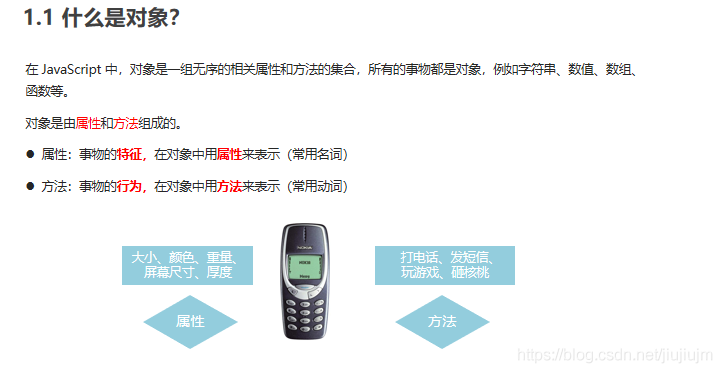 1.1 什么是对象？
在 JavaScript 中，对象是一组无序的相关属性和方法的集合，所有的事物都是对象，例如字符串、数值、数组、
函数等。
对象是由属性和方法组成的。
● 属性：事物的特征，在对象中用属性来表示（常用名词）
● 方法：事物的行为，在对象中用方法来表示（常用动词）
大小、颜色、重量、
屏幕尺寸、厚度
NOKIA
Menu
打电话、发短信、
玩游戏、砸核桃
属性
方法
https://blog.csdn.net/jiujiujm